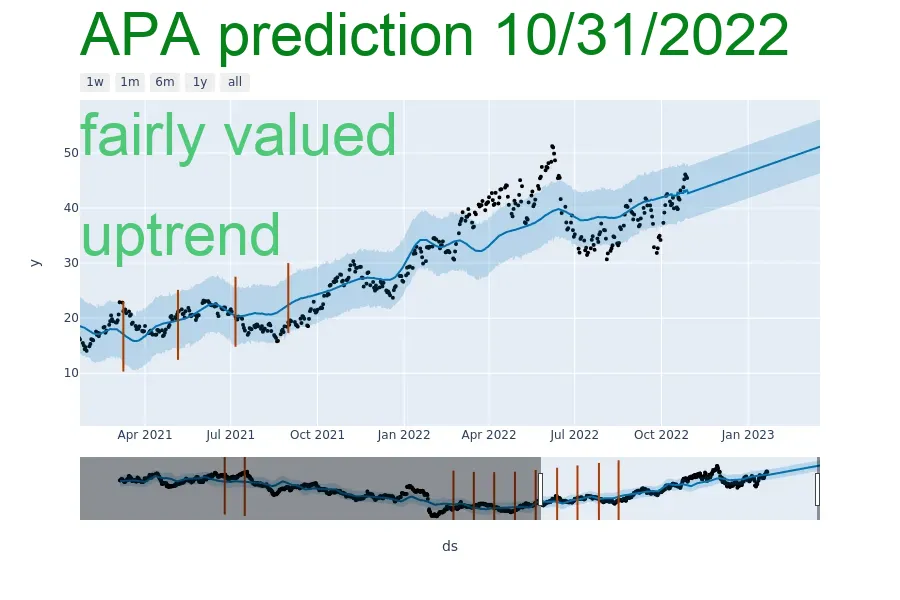 APA prediction 10/31/2022
1w 1m 6m 1y all
fairly valued
uptrend
50
40
30
20
10
y
Apr 2021 Jul 2021 Oct 2021 Jan 2022 Apr 2022 Jul 2022 Oct 2022 Jan 2023
ds